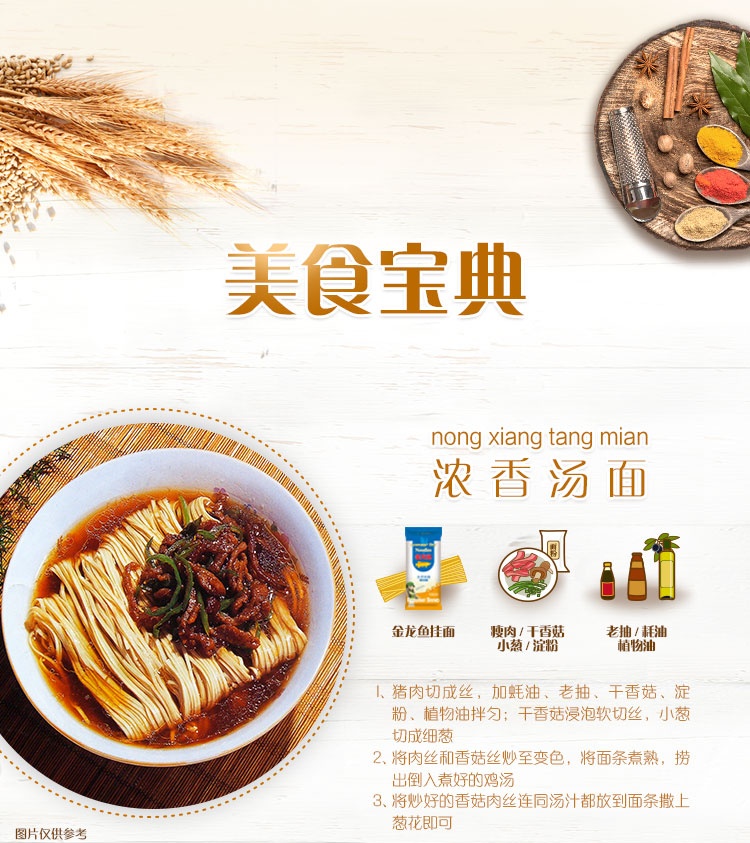 美食宝典
nong xiang tang mian
浓香汤面
Noodles
金龙鱼挂面
瘦肉/干香菇
小葱/淀粉
老抽/耗油
植物油
1、猪肉切成丝，加蚝油、老抽、干香菇、淀
粉、植物油拌匀；干香菇浸泡软切丝，小葱
切成细葱
2、将肉丝和香菇丝炒至变色，将面条煮熟，捞
出倒入煮好的鸡汤
3、将炒好的香菇肉丝连同汤汁都放到面条撒上
葱花即可
图片仅供参考